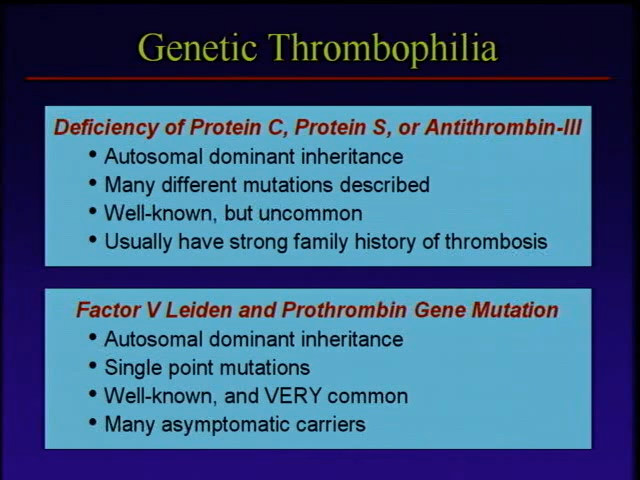 Genetic Thrombophilia
Deficiency of Protein C, Protein S, or Antithrombin-III
• Autosomal dominant inheritance
• Many different mutations described
• Well-known, but uncommon
• Usually have strong family history of thrombosis
Factor V Leiden and Prothrombin Gene Mutation
• Autosomal dominant inheritance
• Single point mutations
• Well-known, and VERY common
• Many asymptomatic carriers